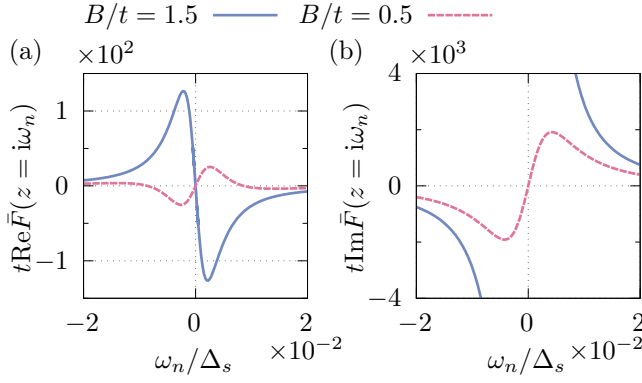 B/t = 1.5 B/t = 0.5
(a) ×10² (b) ×10³
tReF̄(z = iωₙ)
1
0
−1
−2 0 2
ωₙ/Δₛ ×10⁻²
tImF̄(z = iωₙ)
4
0
−4
−2 0 2
ωₙ/Δₛ ×10⁻²